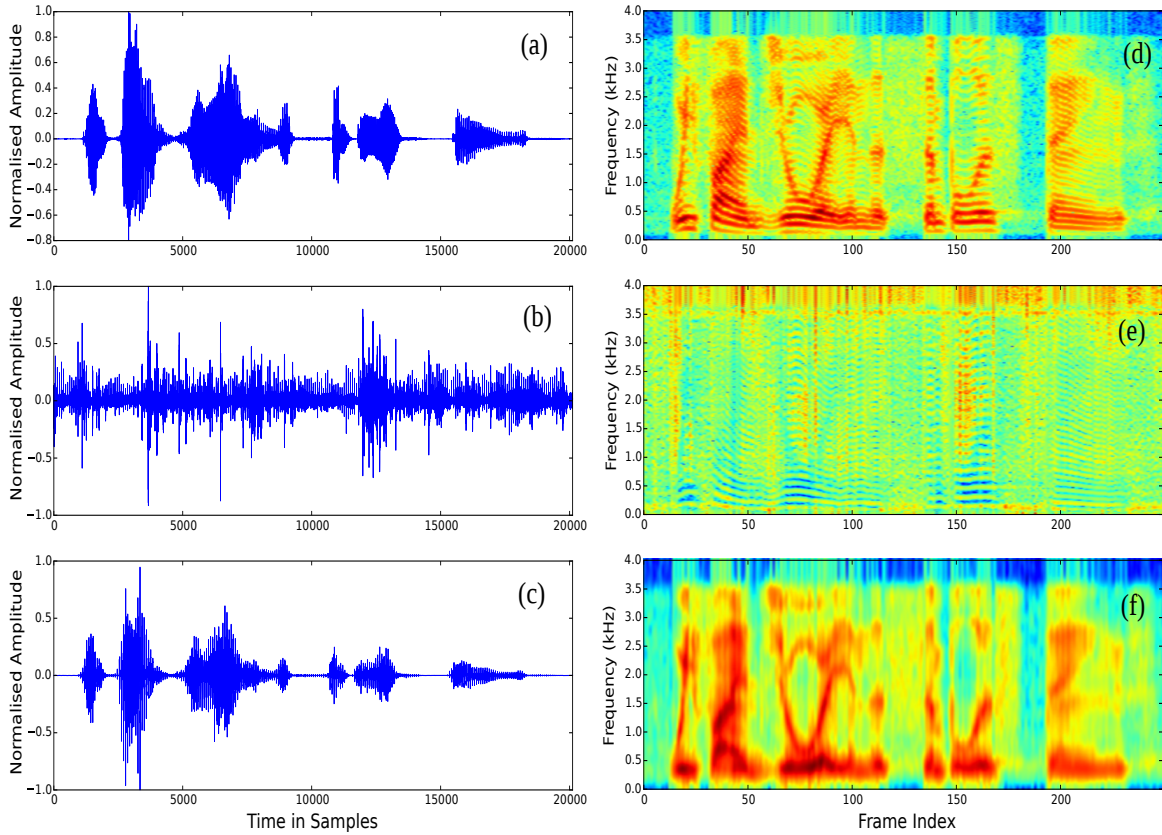 Normalised Amplitude
1.0
0.8
0.6
0.4
0.2
0.0
−0.2
−0.4
−0.6
−0.8
0 5000 10000 15000 20000
(a)
Frequency (kHz)
4.0
3.5
3.0
2.5
2.0
1.5
1.0
0.5
0.0
0 50 100 150 200
(d)
Normalised Amplitude
1.0
0.5
0.0
−0.5
−1.0
0 5000 10000 15000 20000
(b)
Frequency (kHz)
4.0
3.5
3.0
2.5
2.0
1.5
1.0
0.5
0.0
0 50 100 150 200
(e)
Normalised Amplitude
1.0
0.5
0.0
−0.5
−1.0
0 5000 10000 15000 20000
(c)
Time in Samples
Frequency (kHz)
4.0
3.5
3.0
2.5
2.0
1.5
1.0
0.5
0.0
0 50 100 150 200
(f)
Frame Index